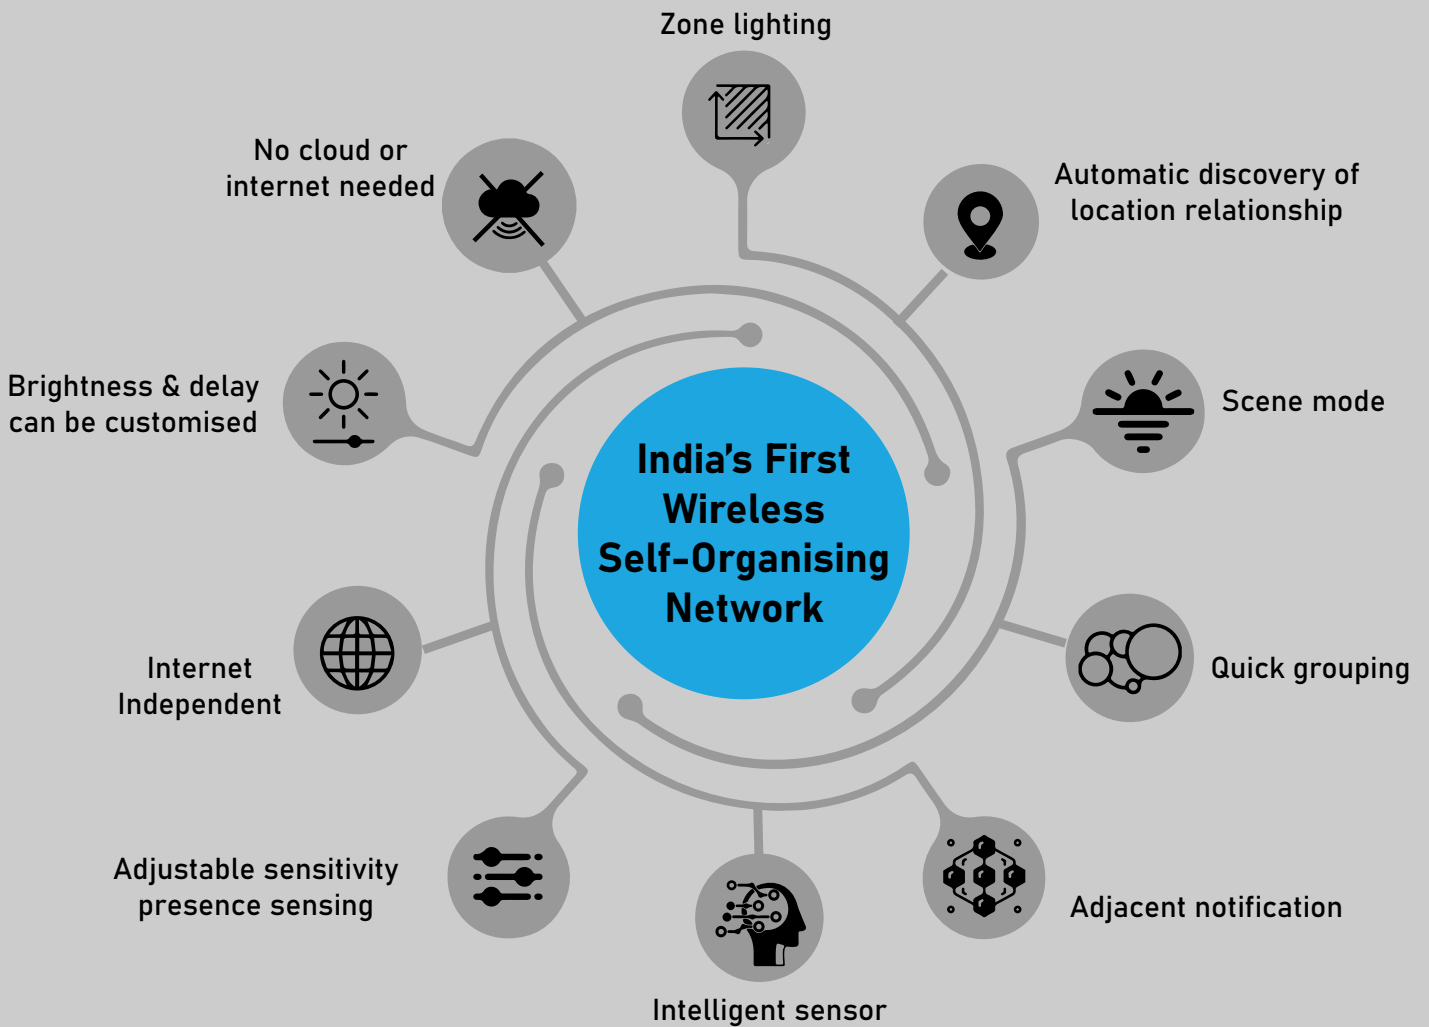 Zone lighting
No cloud or
internet needed
Automatic discovery of
location relationship
Brightness & delay
can be customised
Scene mode
India's First
Wireless
Self-Organising
Network
Internet
Independent
Quick grouping
Adjustable sensitivity
presence sensing
Adjacent notification
Intelligent sensor